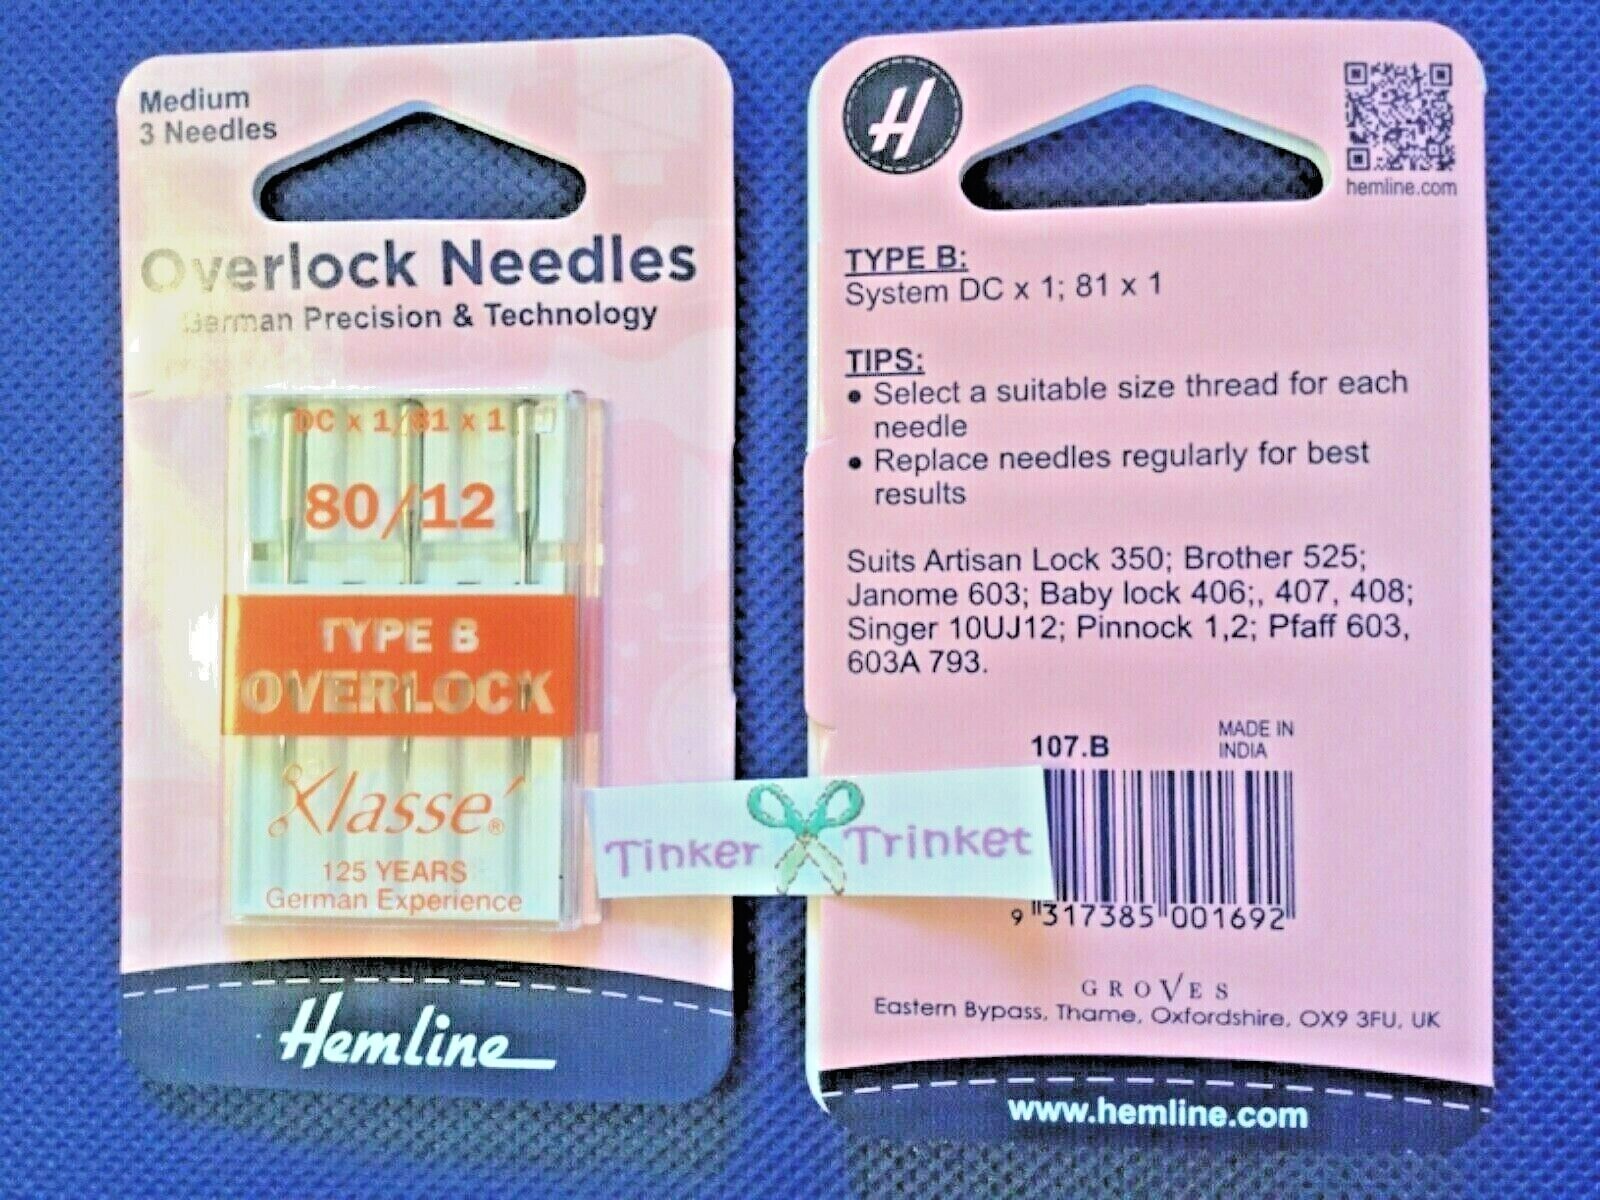 Medium
3 Needles
Overlock Needles
German Precision & Technology
DC x 1/81 x 1
80/12
TYPE B
OVERLOCK
Klassé®
125 YEARS
German Experience
Hemline
Tinker Trinket
H
hemline.com
TYPE B:
System DC x 1; 81 x 1
TIPS:
• Select a suitable size thread for each
needle
• Replace needles regularly for best
results
Suits Artisan Lock 350; Brother 525;
Janome 603; Baby lock 406;, 407, 408;
Singer 10UJ12; Pinnock 1,2; Pfaff 603,
603A 793.
107.B
MADE IN
INDIA
9 317385 001692
GROVES
Eastern Bypass, Thame, Oxfordshire, OX9 3FU, UK
www.hemline.com